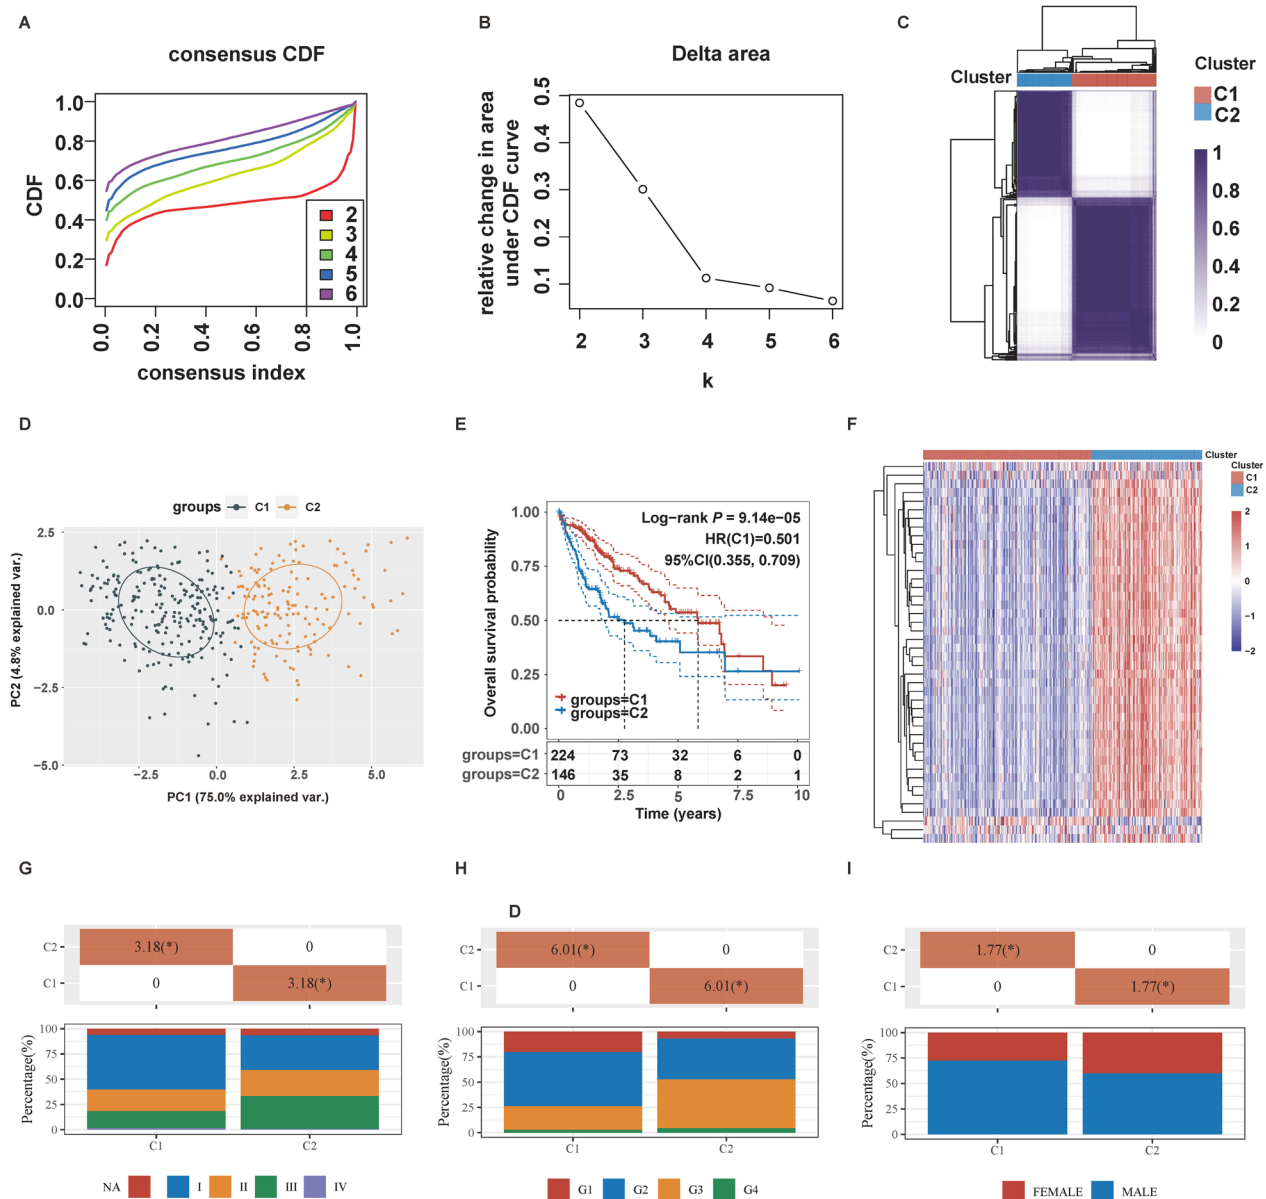 A
consensus CDF
CDF
1.0
0.8
0.6
0.4
0.2
0.0
2
3
4
5
6
0.0
0.2
0.4
0.6
0.8
1.0
consensus index
B
Delta area
relative change in area
under CDF curve
0.5
0.4
0.3
0.2
0.1
2
3
4
5
6
k
C
Cluster
Cluster
C1
C2
1
0.8
0.6
0.4
0.2
0
D
groups C1 C2
PC2 (4.8% explained var.)
2.5
0.0
−2.5
−5.0
−2.5
0.0
2.5
5.0
PC1 (75.0% explained var.)
E
Overall survival probability
1.00
0.75
0.50
0.25
0.00
Log−rank P = 9.14e−05
HR(C1)=0.501
95%CI(0.355, 0.709)
groups=C1
groups=C2
groups=C1 224 73 32 6 0
groups=C2 146 35 8 2 1
0 2.5 5 7.5 10
Time (years)
F
Cluster
Cluster
C1
C2
2
1
0
−1
−2
G
C2 3.18(*) 0
C1 0 3.18(*)
Percentage(%)
100
75
50
25
0
C1 C2
NA I II III IV
H
D
C2 6.01(*) 0
C1 0 6.01(*)
Percentage(%)
100
75
50
25
0
C1 C2
G1 G2 G3 G4
I
C2 1.77(*) 0
C1 0 1.77(*)
Percentage(%)
100
75
50
25
0
C1 C2
FEMALE MALE